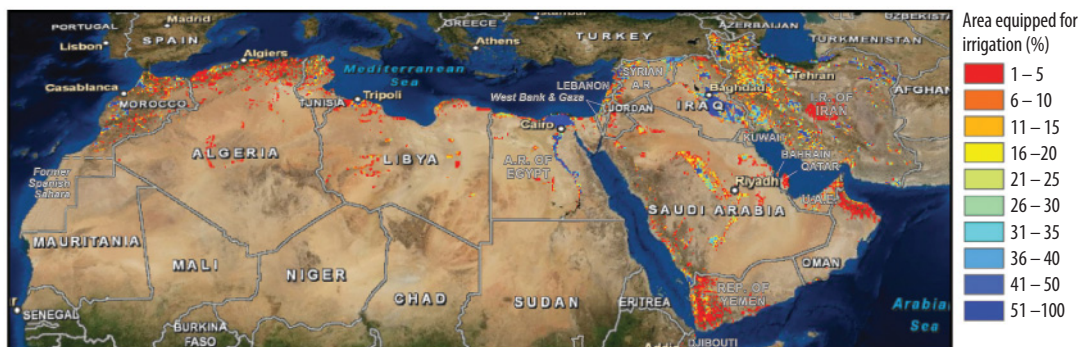 PORTUGAL
Madrid
Lisbon
SPAIN
GREECE
Athens
TURKEY
AZERBAIJAN
UZBEKISTAN
TURKMENISTAN
Algiers
Mediterranean
Sea
Casablanca
MOROCCO
TUNISIA
Tripoli
LEBANON
SYRIAN
A.R.
West Bank & Gaza
JORDAN
Baghdad
IRAQ
Tehran
I.R. OF
IRAN
AFGHAN
Cairo
KUWAI
ALGERIA
LIBYA
A.R. OF
EGYPT
BAHRAIN
QATAR
Riyadh
U.A.E.
SAUDI ARABIA
Former
Spanish
Sahara
MAURITANIA
MALI
NIGER
CHAD
SUDAN
OMAN
ERITREA
REP. OF
YEMEN
Arabian
Sea
SENEGAL
BURKINA
FASO
DJIBOUTI
Area equipped for
irrigation (%)
1 – 5
6 – 10
11 – 15
16 –20
21 – 25
26 – 30
31 – 35
36 – 40
41 – 50
51 –100